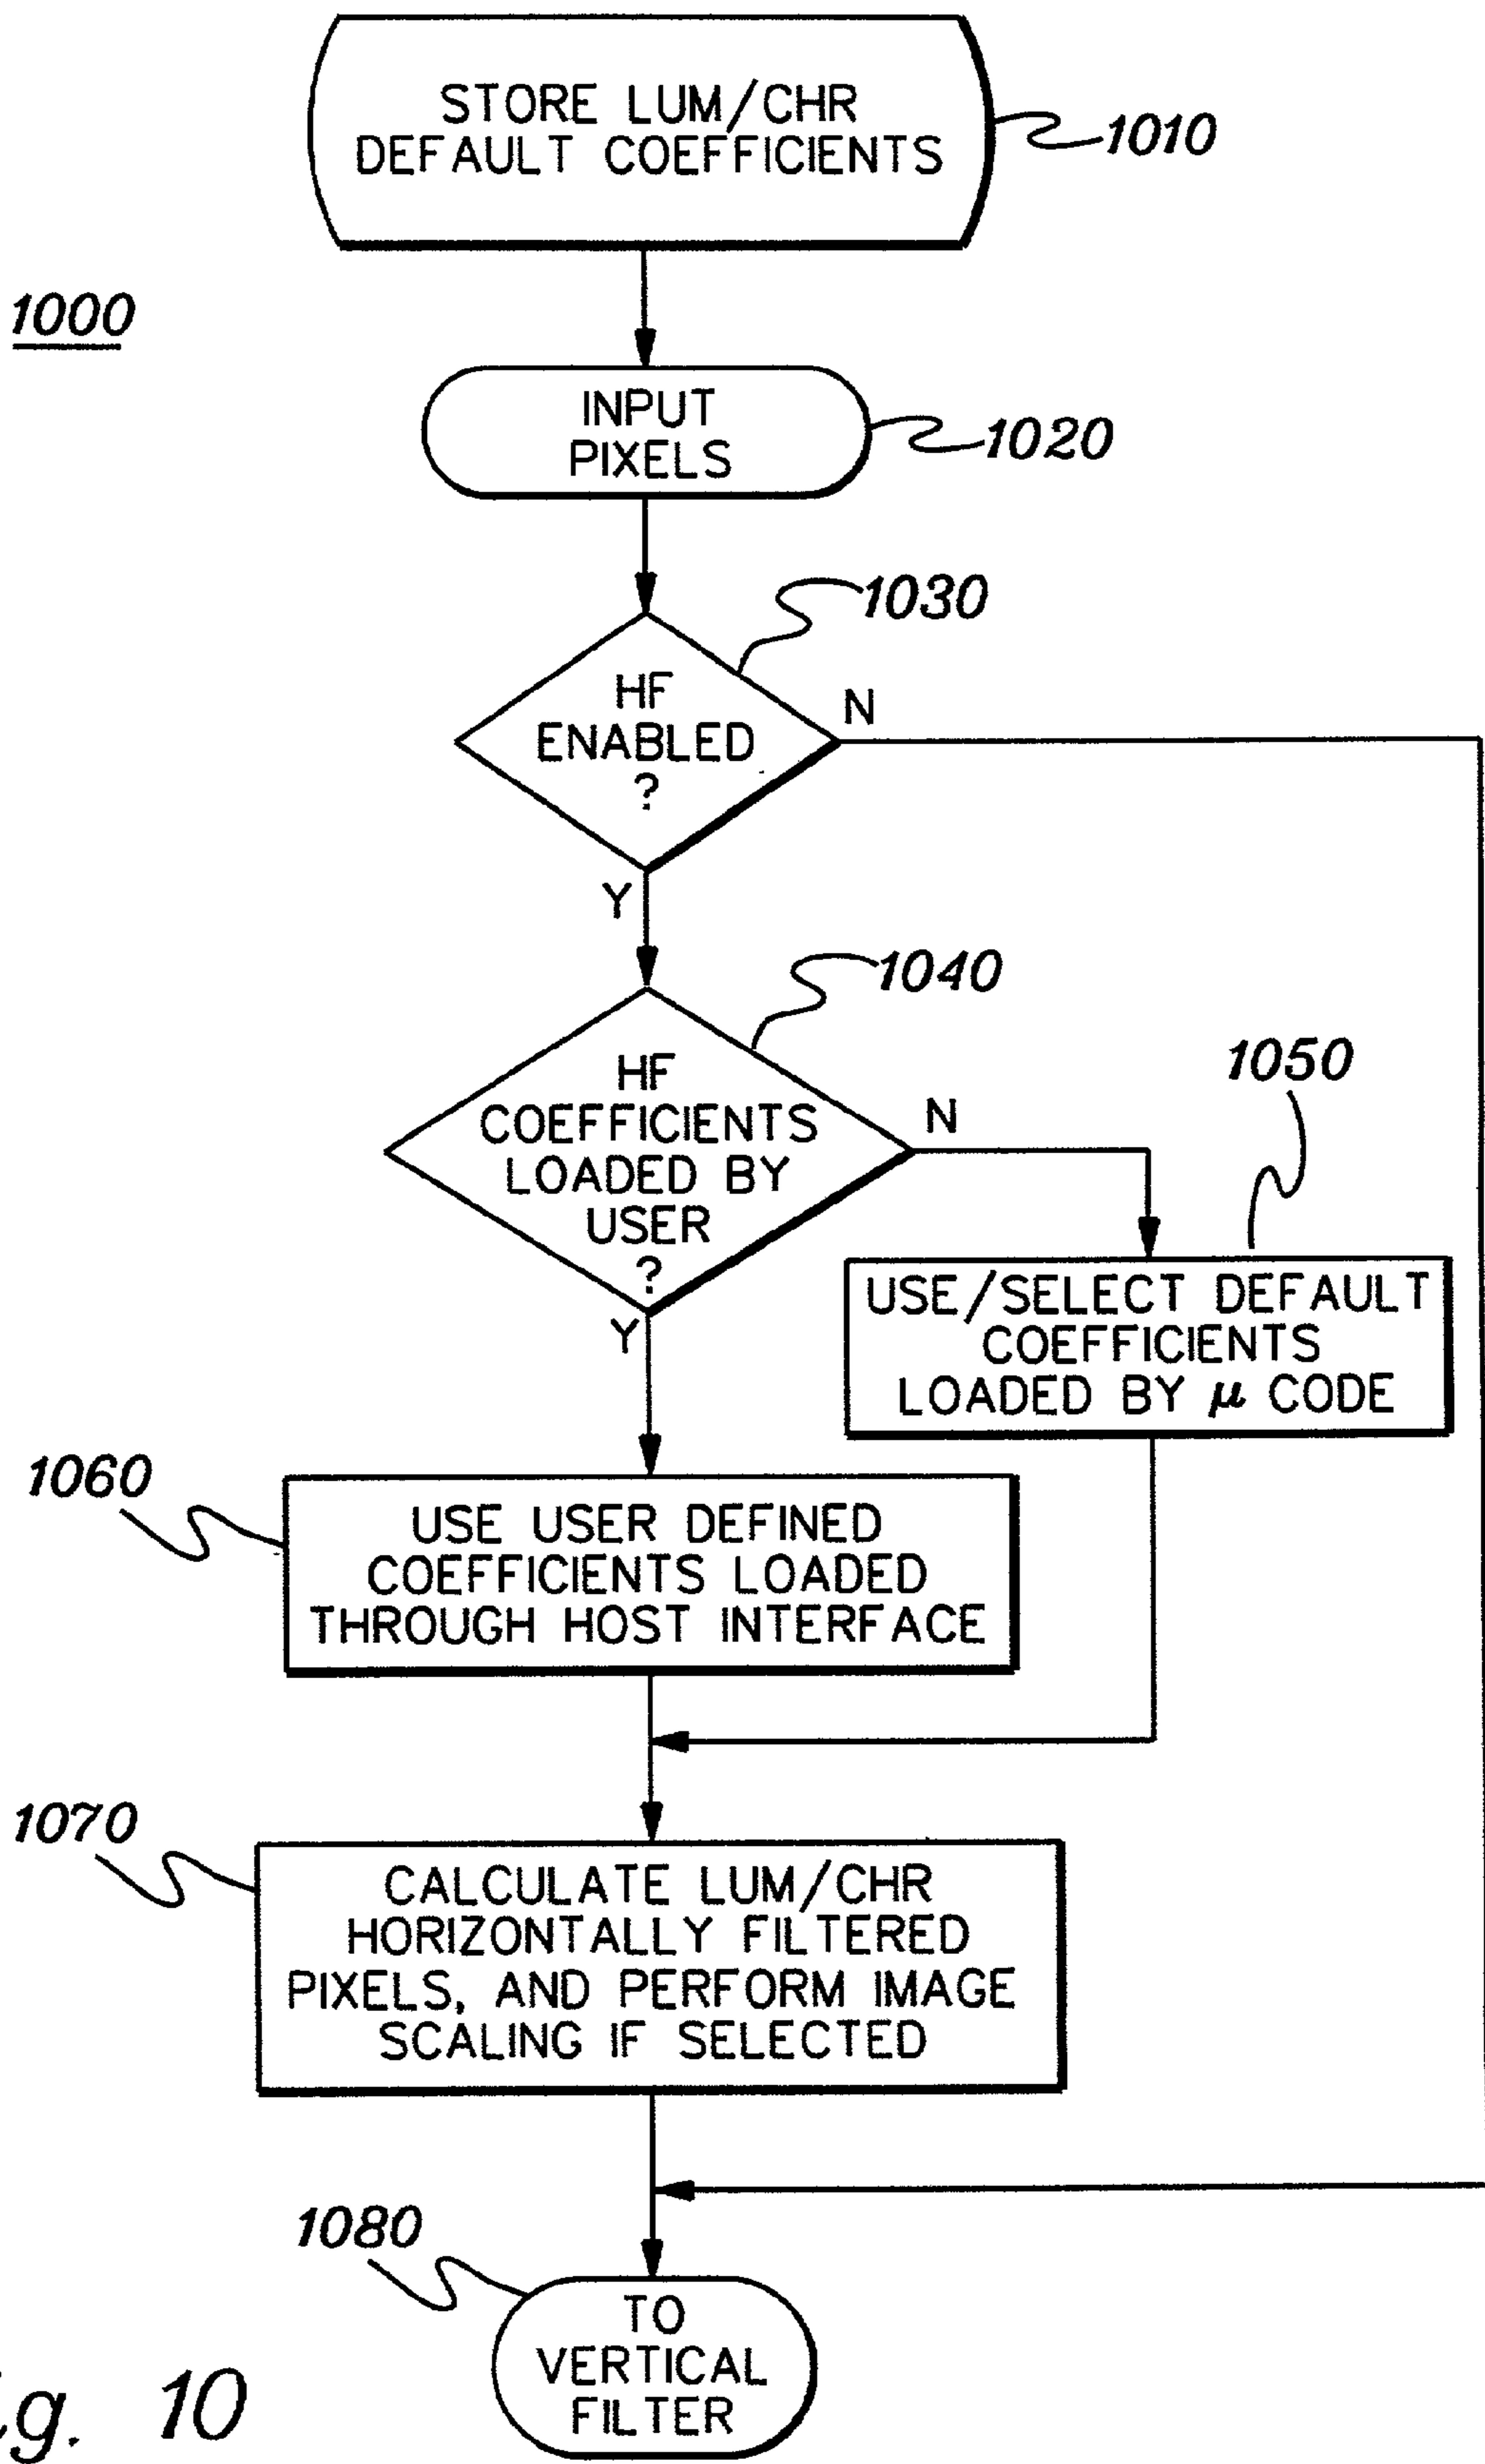 STORE LUM/CHR
DEFAULT COEFFICIENTS
1010
1000
INPUT
PIXELS
1020
1030
HF
ENABLED
?
N
Y
1040
HF
COEFFICIENTS
LOADED BY
USER
?
N
Y
1050
USE/SELECT DEFAULT
COEFFICIENTS
LOADED BY μ CODE
1060
USE USER DEFINED
COEFFICIENTS LOADED
THROUGH HOST INTERFACE
1070
CALCULATE LUM/CHR
HORIZONTALLY FILTERED
PIXELS, AND PERFORM IMAGE
SCALING IF SELECTED
1080
TO
VERTICAL
FILTER
10